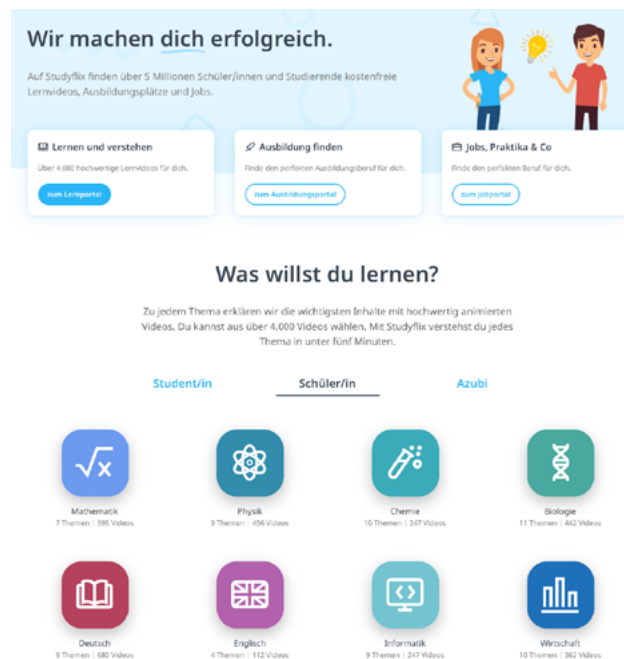 Wir machen dich erfolgreich.
Auf Studyflix finden über 5 Millionen Schüler/innen und Studierende kostenfreie
Lernvideos, Ausbildungsplätze und Jobs.
Lernen und verstehen
Über 4.000 hochwertige Lernvideos für dich.
zum Lernportal
Ausbildung finden
Finde den perfekten Ausbildungsberuf für dich.
zum Ausbildungsportal
Jobs, Praktika & Co
Finde den perfekten Beruf für dich.
zum Jobportal
Was willst du lernen?
Zu jedem Thema erklären wir die wichtigsten Inhalte mit hochwertig animierten
Videos. Du kannst aus über 4.000 Videos wählen. Mit Studyflix verstehst du jedes
Thema in unter fünf Minuten.
Student/in Schüler/in Azubi
√x
Mathematik
7 Themen | 595 Videos
Physik
9 Themen | 456 Videos
Chemie
10 Themen | 347 Videos
Biologie
11 Themen | 442 Videos
Deutsch
9 Themen | 680 Videos
Englisch
4 Themen | 112 Videos
Informatik
9 Themen | 247 Videos
Wirtschaft
10 Themen | 362 Videos